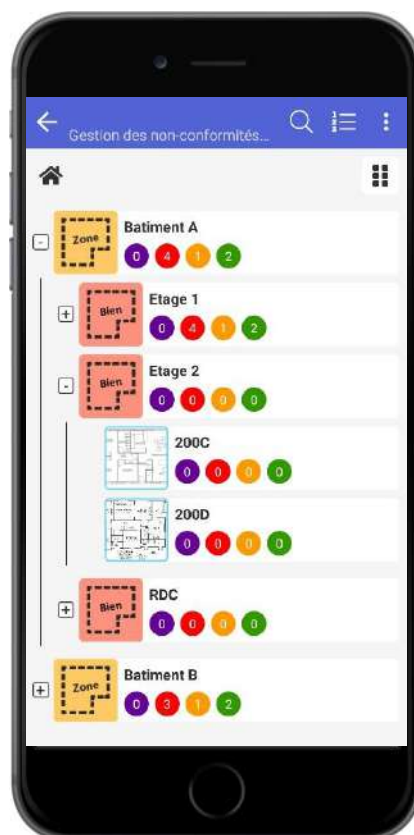 Gestion des non-conformités...
Zone
Batiment A
0 4 1 2
Bien
Etage 1
0 4 1 2
Bien
Etage 2
0 0 0 0
200C
0 0 0 0
200D
0 0 0 0
Bien
RDC
0 0 0 0
Zone
Batiment B
0 3 1 2